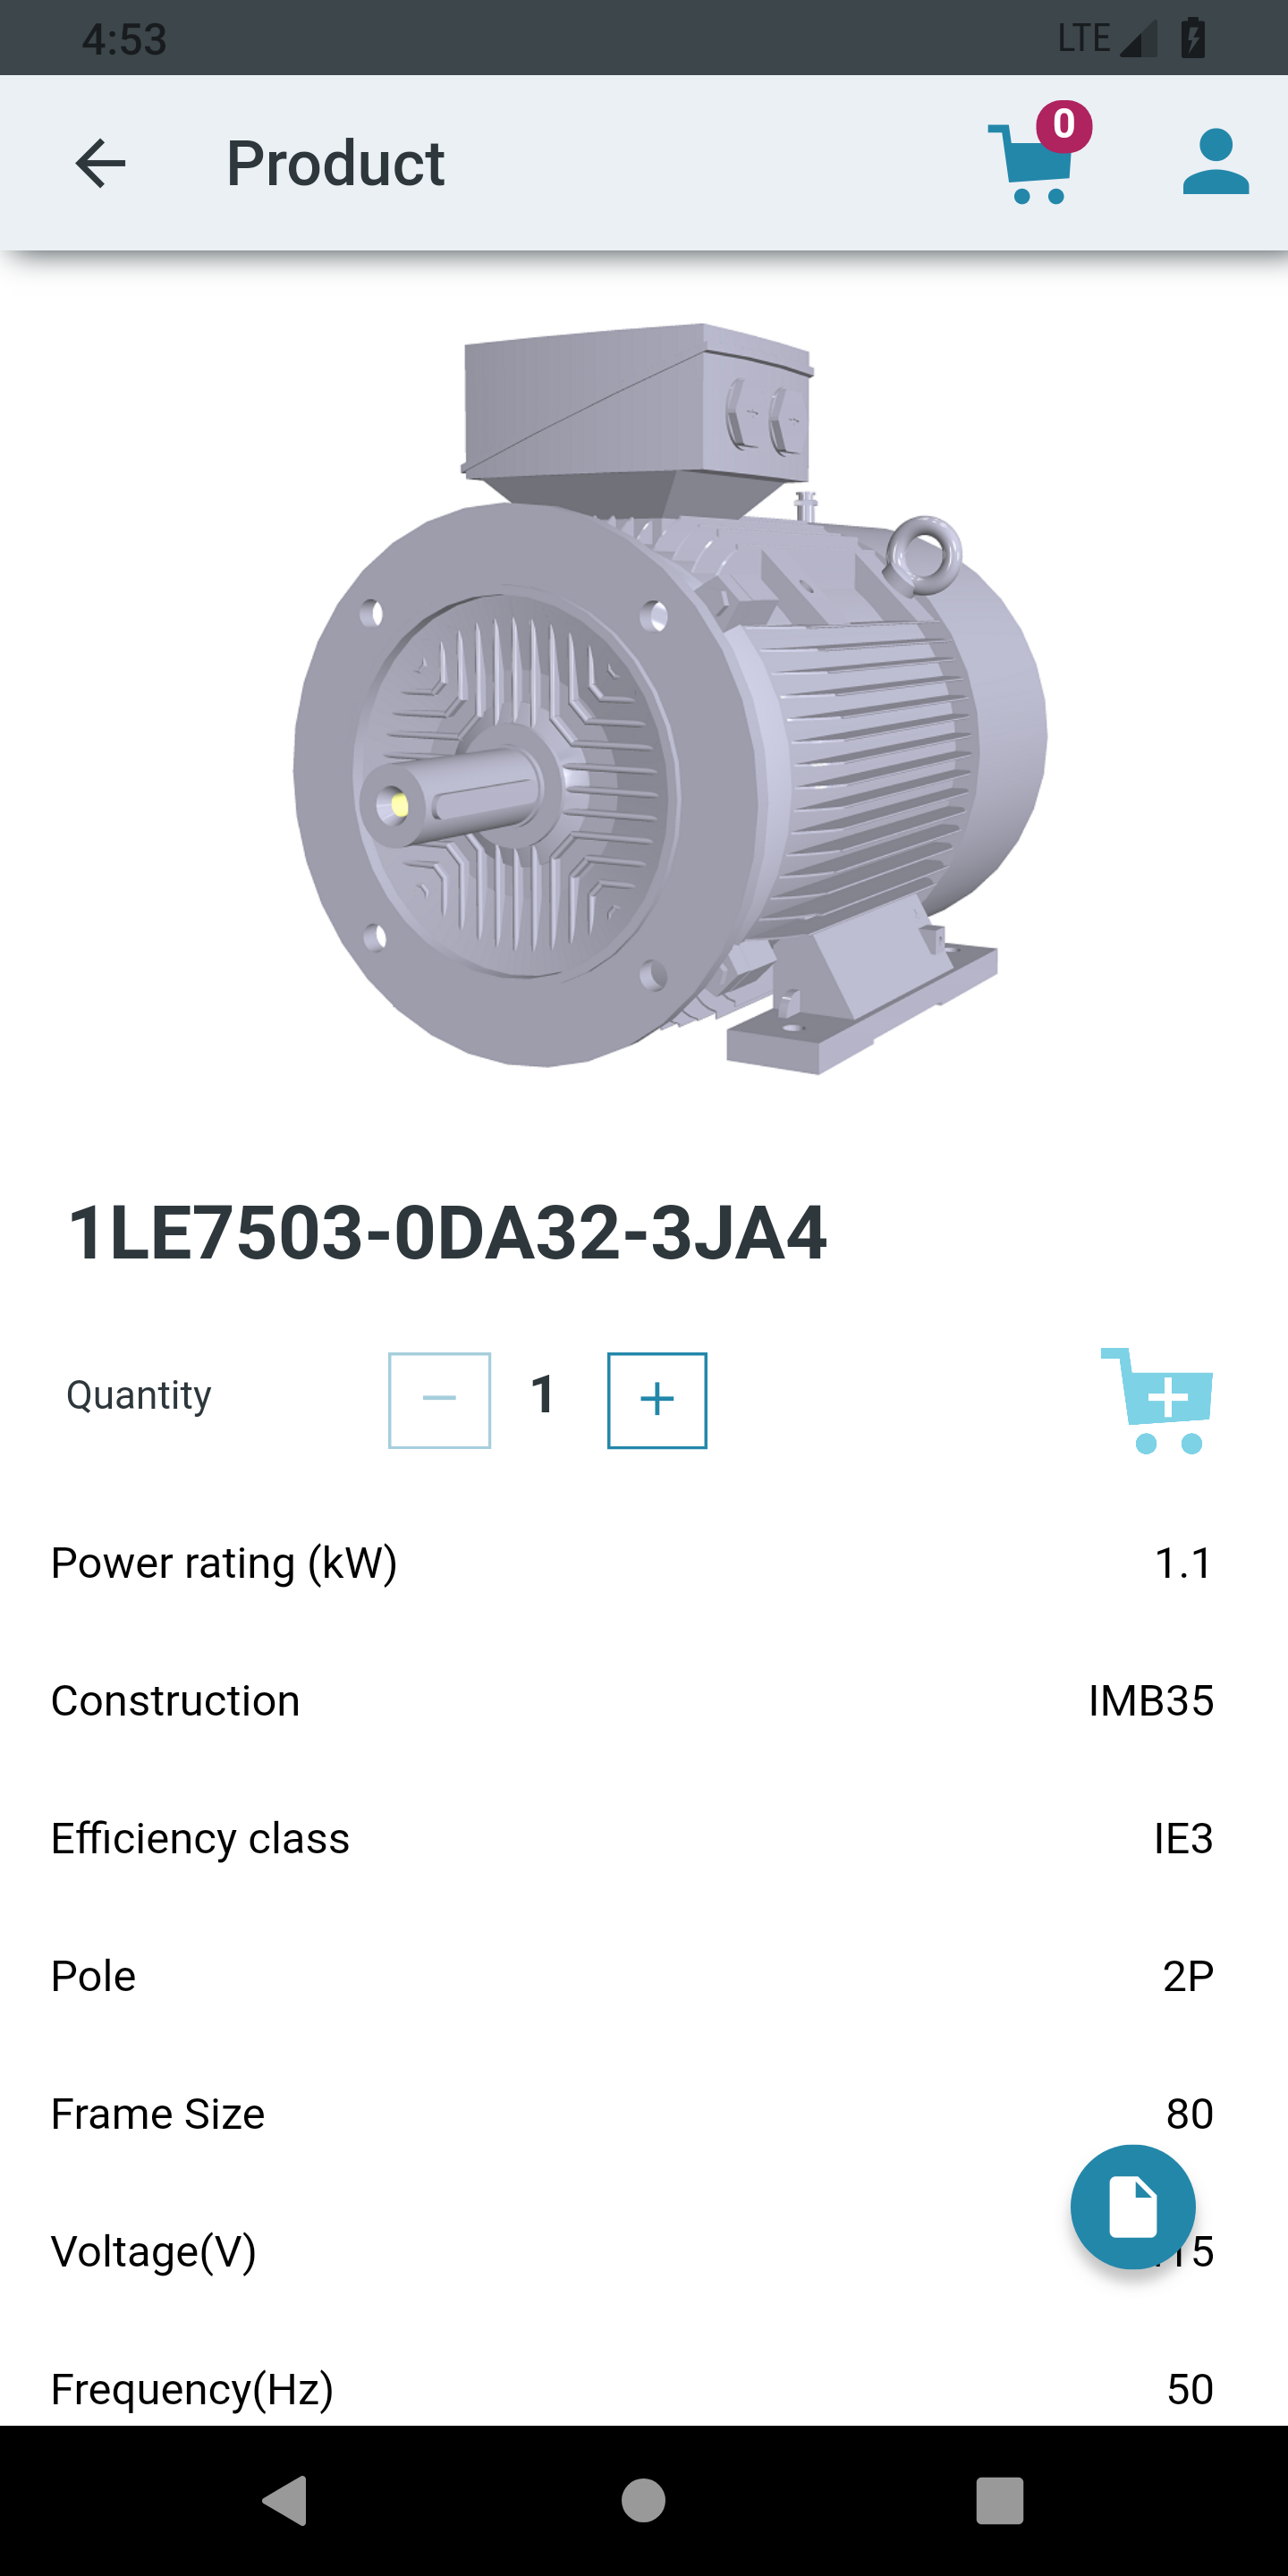 4:53 LTE
Product 0
1LE7503-0DA32-3JA4
Quantity 1
Power rating (kW) 1.1
Construction IMB35
Efficiency class IE3
Pole 2P
Frame Size 80
Voltage(V)
Frequency(Hz) 50